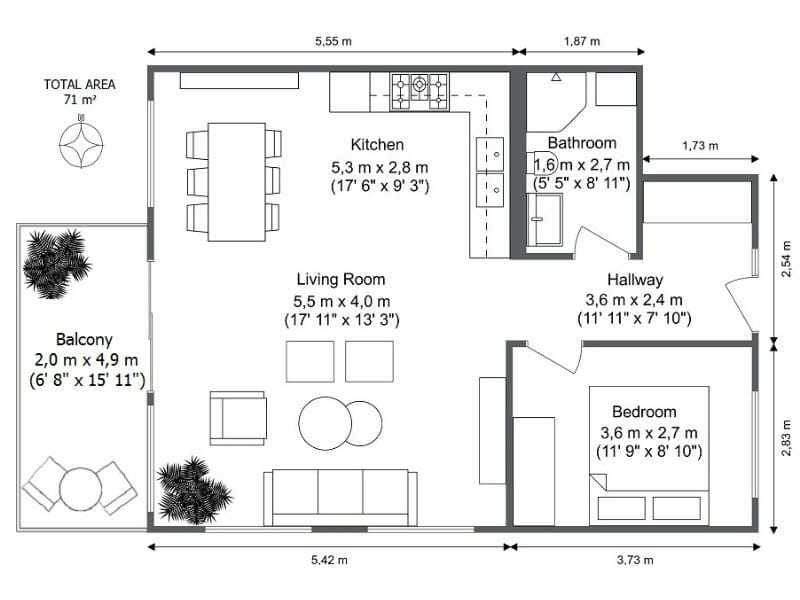 5,55 m
1,87 m
TOTAL AREA
71 m²
N
Kitchen
5,3 m x 2,8 m
(17' 6" x 9' 3")
Bathroom
1,6 m x 2,7 m
(5' 5" x 8' 11")
1,73 m
2,54 m
Living Room
5,5 m x 4,0 m
(17' 11" x 13' 3")
Hallway
3,6 m x 2,4 m
(11' 11" x 7' 10")
Balcony
2,0 m x 4,9 m
(6' 8" x 15' 11")
Bedroom
3,6 m x 2,7 m
(11' 9" x 8' 10")
2,83 m
5,42 m
3,73 m